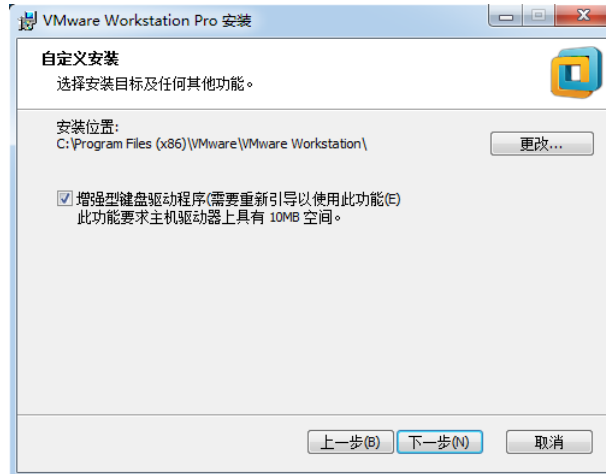 VMware Workstation Pro 安装
自定义安装
选择安装目标及任何其他功能。
安装位置:
C:\Program Files (x86)\VMware\VMware Workstation\
更改...
增强型键盘驱动程序(需要重新引导以使用此功能(E)
此功能要求主机驱动器上具有 10MB 空间。
上一步(B) 下一步(N) 取消